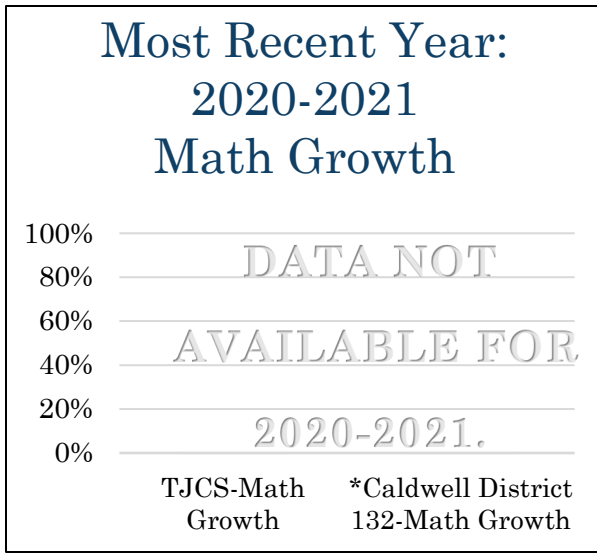 Most Recent Year:
2020-2021
Math Growth
100%
80%
60%
40%
20%
0%
DATA NOT
AVAILABLE FOR
2020-2021.
TJCS-Math
Growth
*Caldwell District
132-Math Growth